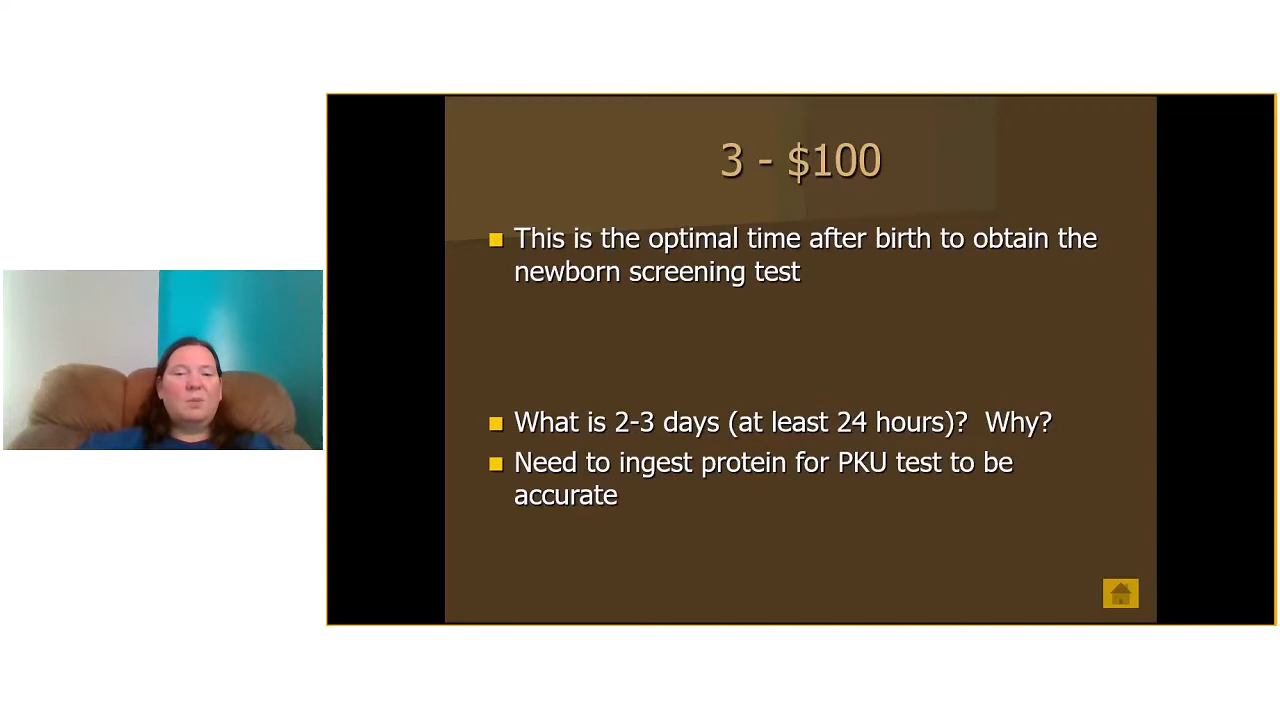 3 - $100
This is the optimal time after birth to obtain the
newborn screening test
What is 2-3 days (at least 24 hours)?  Why?
Need to ingest protein for PKU test to be
accurate